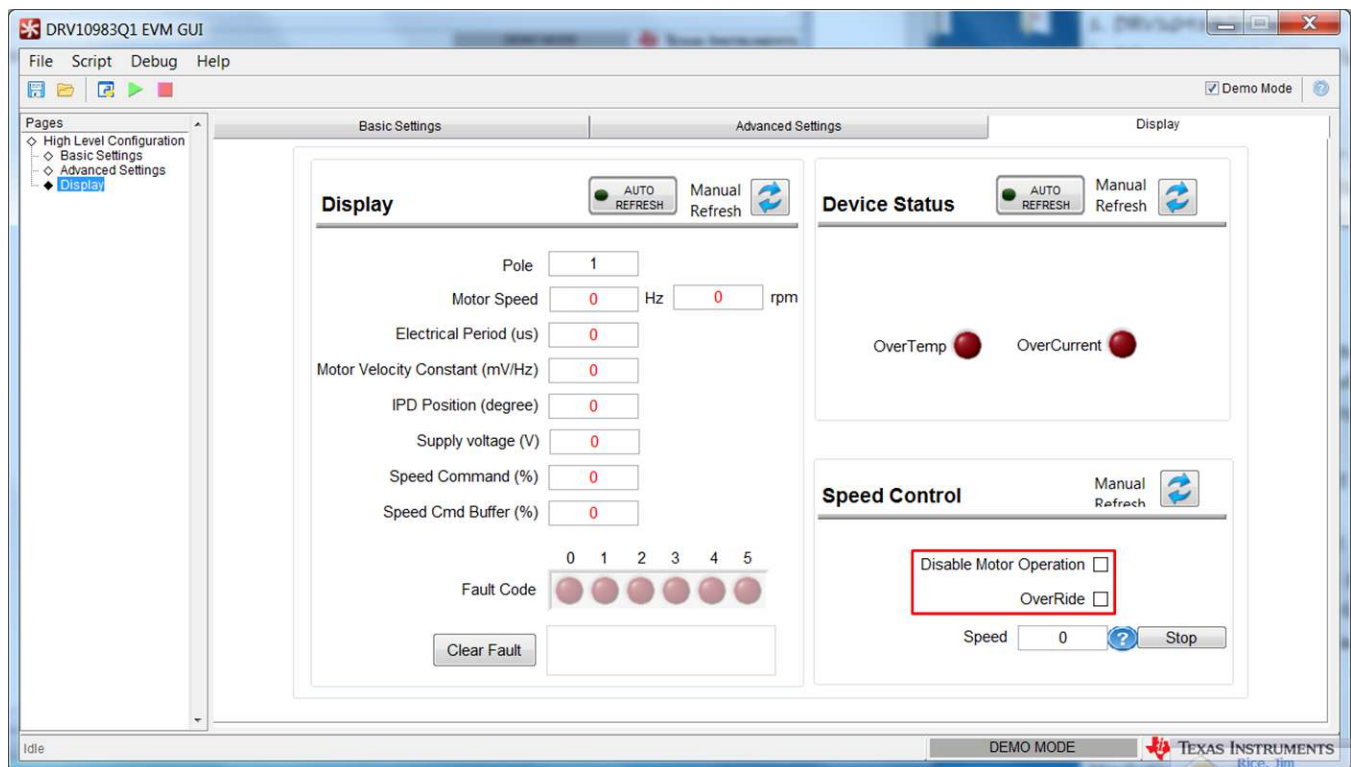 DRV10983Q1 EVM GUI
File Script Debug Help
Demo Mode
Pages
High Level Configuration
Basic Settings
Advanced Settings
Display
Basic Settings Advanced Settings Display
Display AUTO REFRESH Manual Refresh
Pole 1
Motor Speed 0 Hz 0 rpm
Electrical Period (us) 0
Motor Velocity Constant (mV/Hz) 0
IPD Position (degree) 0
Supply voltage (V) 0
Speed Command (%) 0
Speed Cmd Buffer (%) 0
0 1 2 3 4 5
Fault Code
Clear Fault
Device Status AUTO REFRESH Manual Refresh
OverTemp OverCurrent
Speed Control Manual Refresh
Disable Motor Operation
OverRide
Speed 0 ? Stop
Idle DEMO MODE TEXAS INSTRUMENTS
Rice, Jim